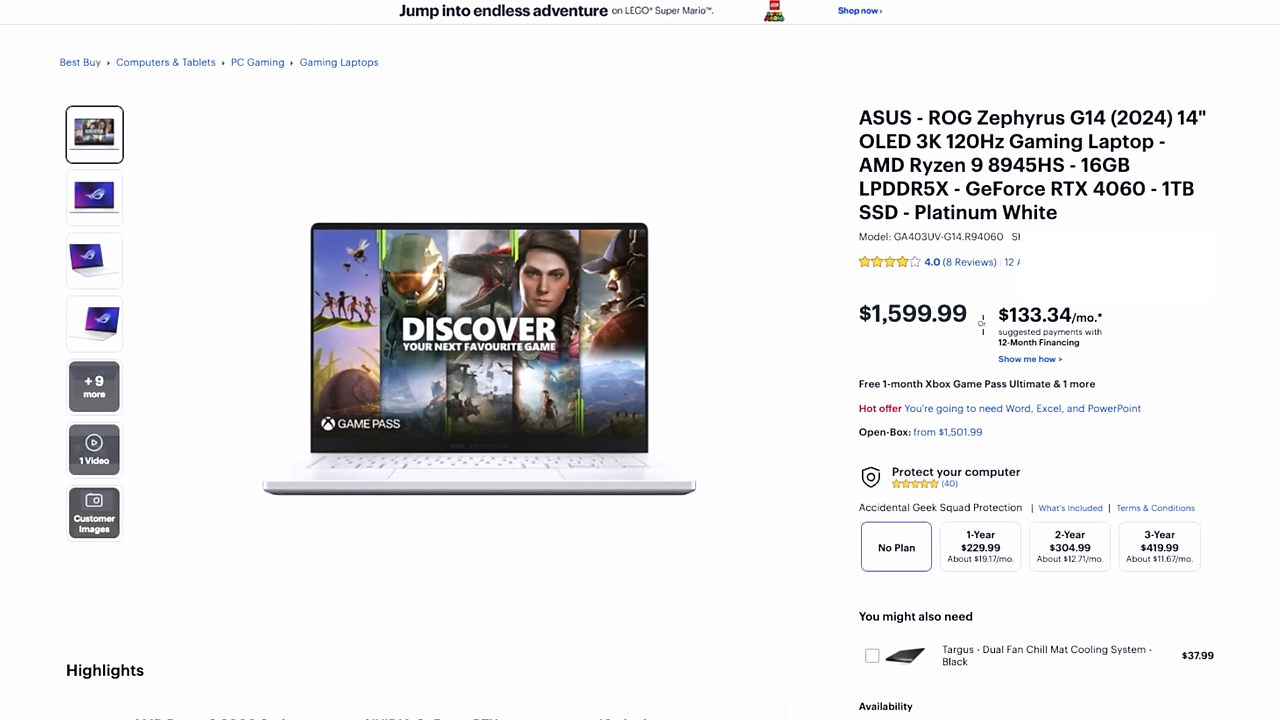 Jump into endless adventure on LEGO® Super Mario™. Shop now ›
Best Buy › Computers & Tablets › PC Gaming › Gaming Laptops
ASUS - ROG Zephyrus G14 (2024) 14"
OLED 3K 120Hz Gaming Laptop -
AMD Ryzen 9 8945HS - 16GB
LPDDR5X - GeForce RTX 4060 - 1TB
SSD - Platinum White
Model: GA403UV-G14.R94060
4.0 (8 Reviews) 12
DISCOVER
YOUR NEXT FAVOURITE GAME
GAME PASS
+ 9
more
1 Video
Customer
Images
$1,599.99
Or
$133.34/mo.*
suggested payments with
12-Month Financing
Show me how >
Free 1-month Xbox Game Pass Ultimate & 1 more
Hot offer You're going to need Word, Excel, and PowerPoint
Open-Box: from $1,501.99
Protect your computer
(40)
Accidental Geek Squad Protection | What's Included | Terms & Conditions
No Plan
1-Year
$229.99
About $19.17/mo.
2-Year
$304.99
About $12.71/mo.
3-Year
$419.99
About $11.67/mo.
You might also need
Targus - Dual Fan Chill Mat Cooling System -
Black
$37.99
Availability
Highlights